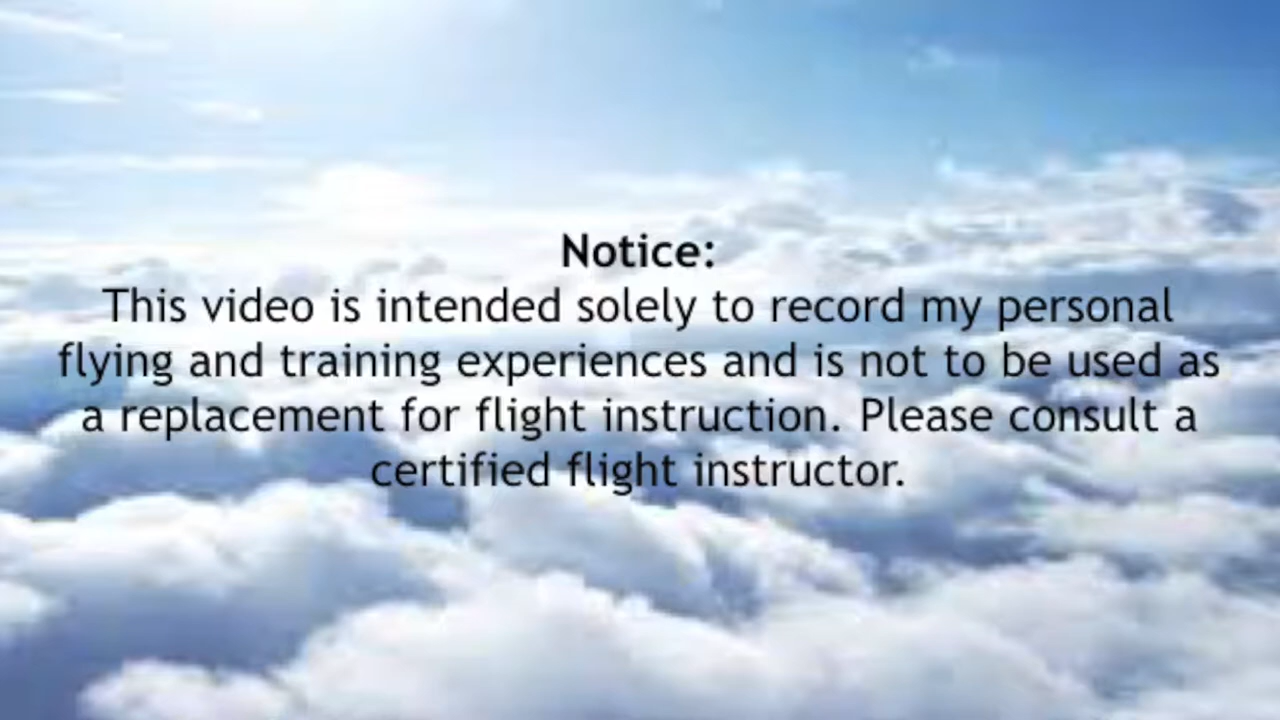 Notice:
This video is intended solely to record my personal
flying and training experiences and is not to be used as
a replacement for flight instruction. Please consult a
certified flight instructor.